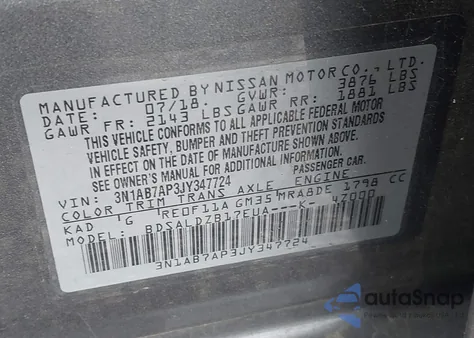 MANUFACTURED BY NISSAN MOTOR CO., LTD.
DATE: 07/18. GVWR: 3876 LBS
GAWR FR: 2143 LBS GAWR RR: 1881 LBS
THIS VEHICLE CONFORMS TO ALL APPLICABLE FEDERAL MOTOR
VEHICLE SAFETY, BUMPER AND THEFT PREVENTION STANDARDS
IN EFFECT ON THE DATE OF MANUFACTURE SHOWN ABOVE.
SEE OWNER'S MANUAL FOR ADDITIONAL INFORMATION.
VIN: 3N1AB7AP3JY347724 PASSENGER CAR.
COLOR TRIM TRANS AXLE ENGINE
KAD G RE0F11A GM35 MRA8DE 1798 CC
MODEL: BDSALDZB17EUA---K- 4Z000
3N1AB7AP3JY347724
autoSnap